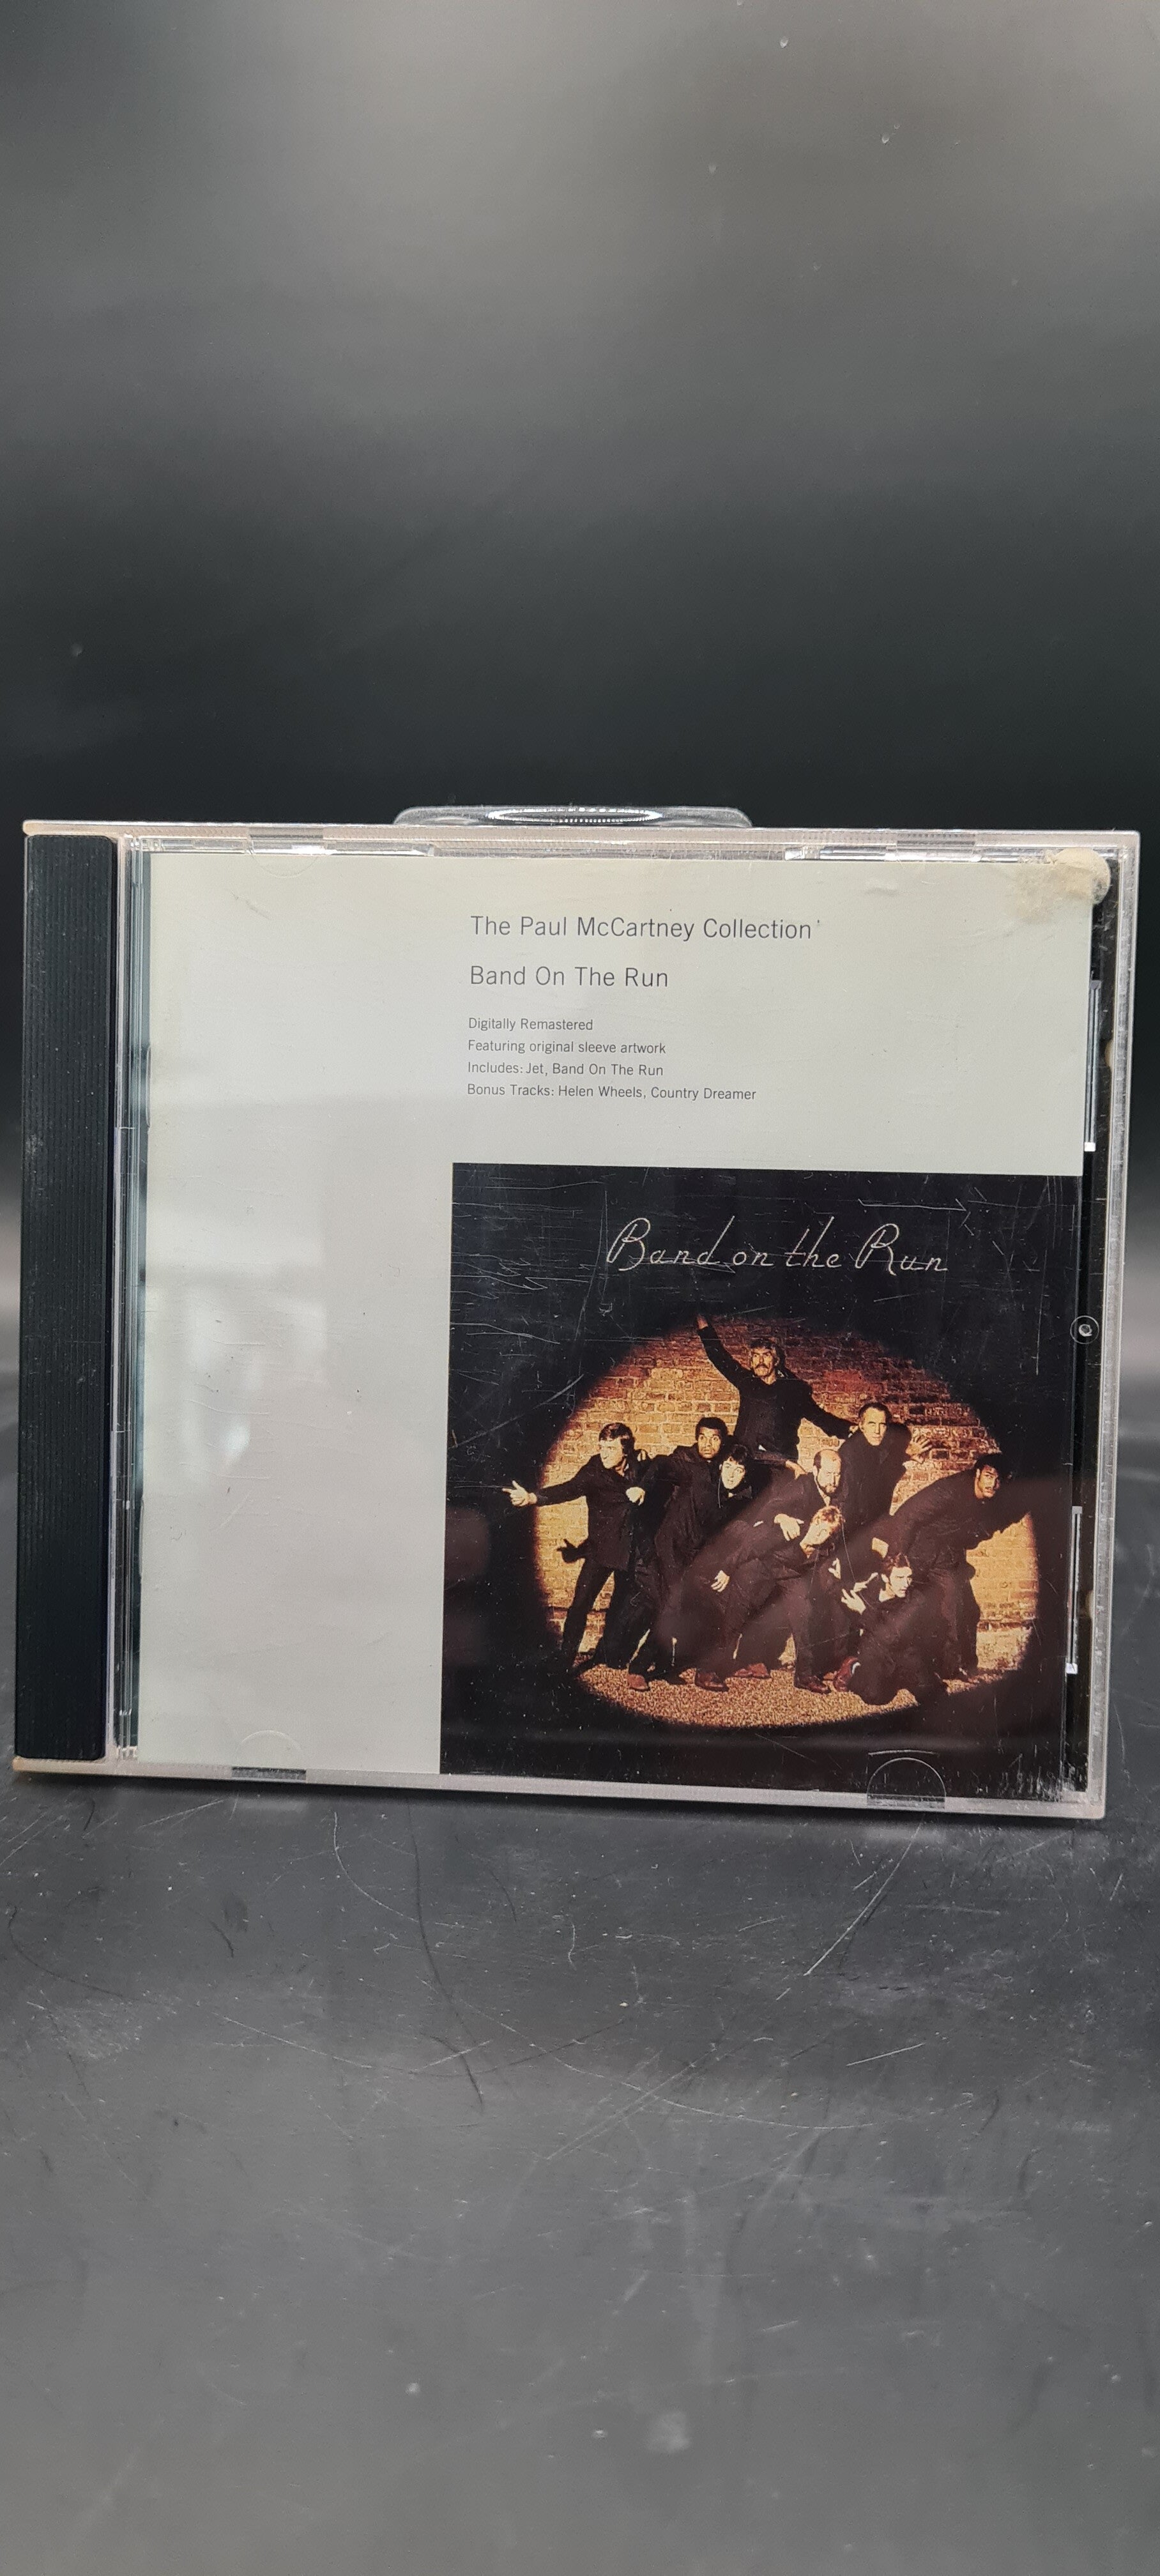 The Paul McCartney Collection
Band On The Run
Digitally Remastered
Featuring original sleeve artwork
Includes: Jet, Band On The Run
Bonus Tracks: Helen Wheels, Country Dreamer
Band on the Run